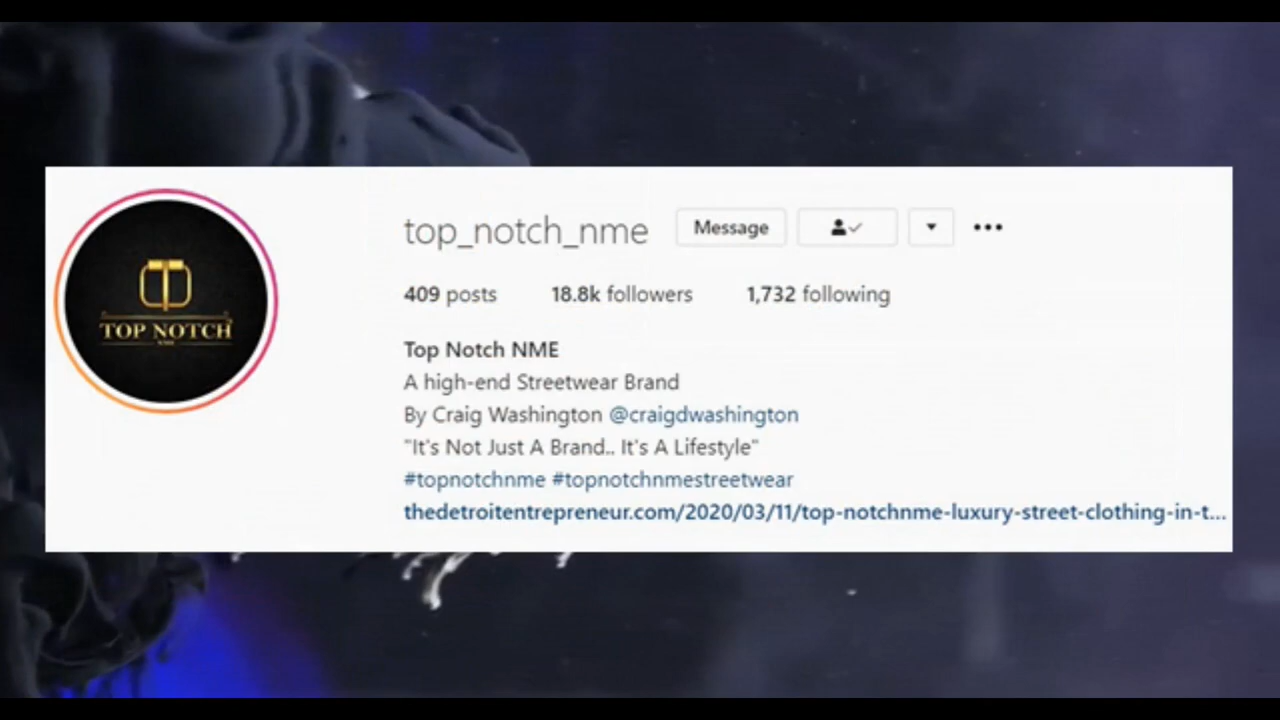 top_notch_nme Message
409 posts 18.8k followers 1,732 following
TOP NOTCH
NME
Top Notch NME
A high-end Streetwear Brand
By Craig Washington @craigdwashington
"It's Not Just A Brand.. It's A Lifestyle"
#topnotchnme #topnotchnmestreetwear
thedetroitentrepreneur.com/2020/03/11/top-notchnme-luxury-street-clothing-in-t...